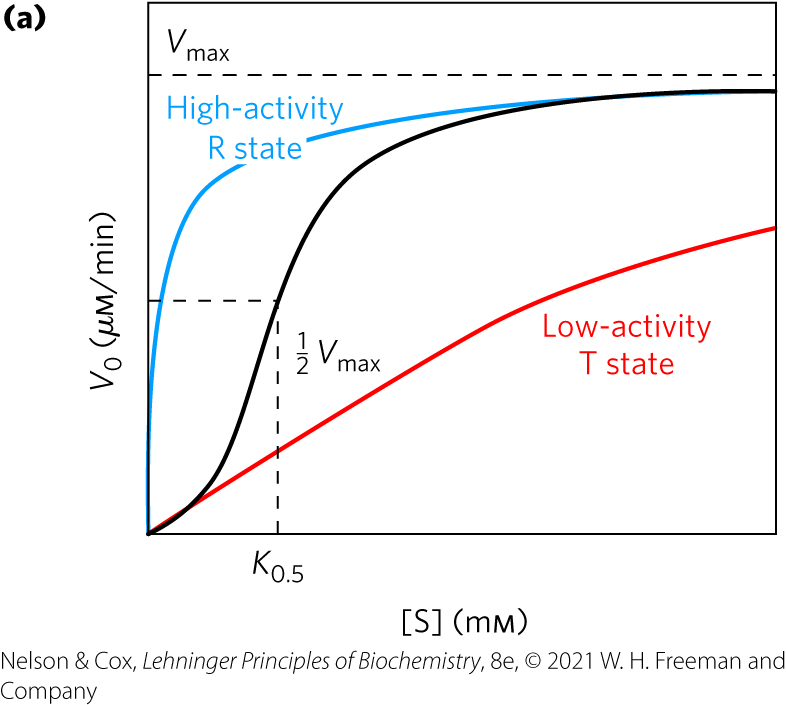 (a)
Vmax
High-activity
R state
V0 (μM/min)
1/2 Vmax
Low-activity
T state
K0.5
[S] (mM)
Nelson & Cox, Lehninger Principles of Biochemistry, 8e, © 2021 W. H. Freeman and
Company